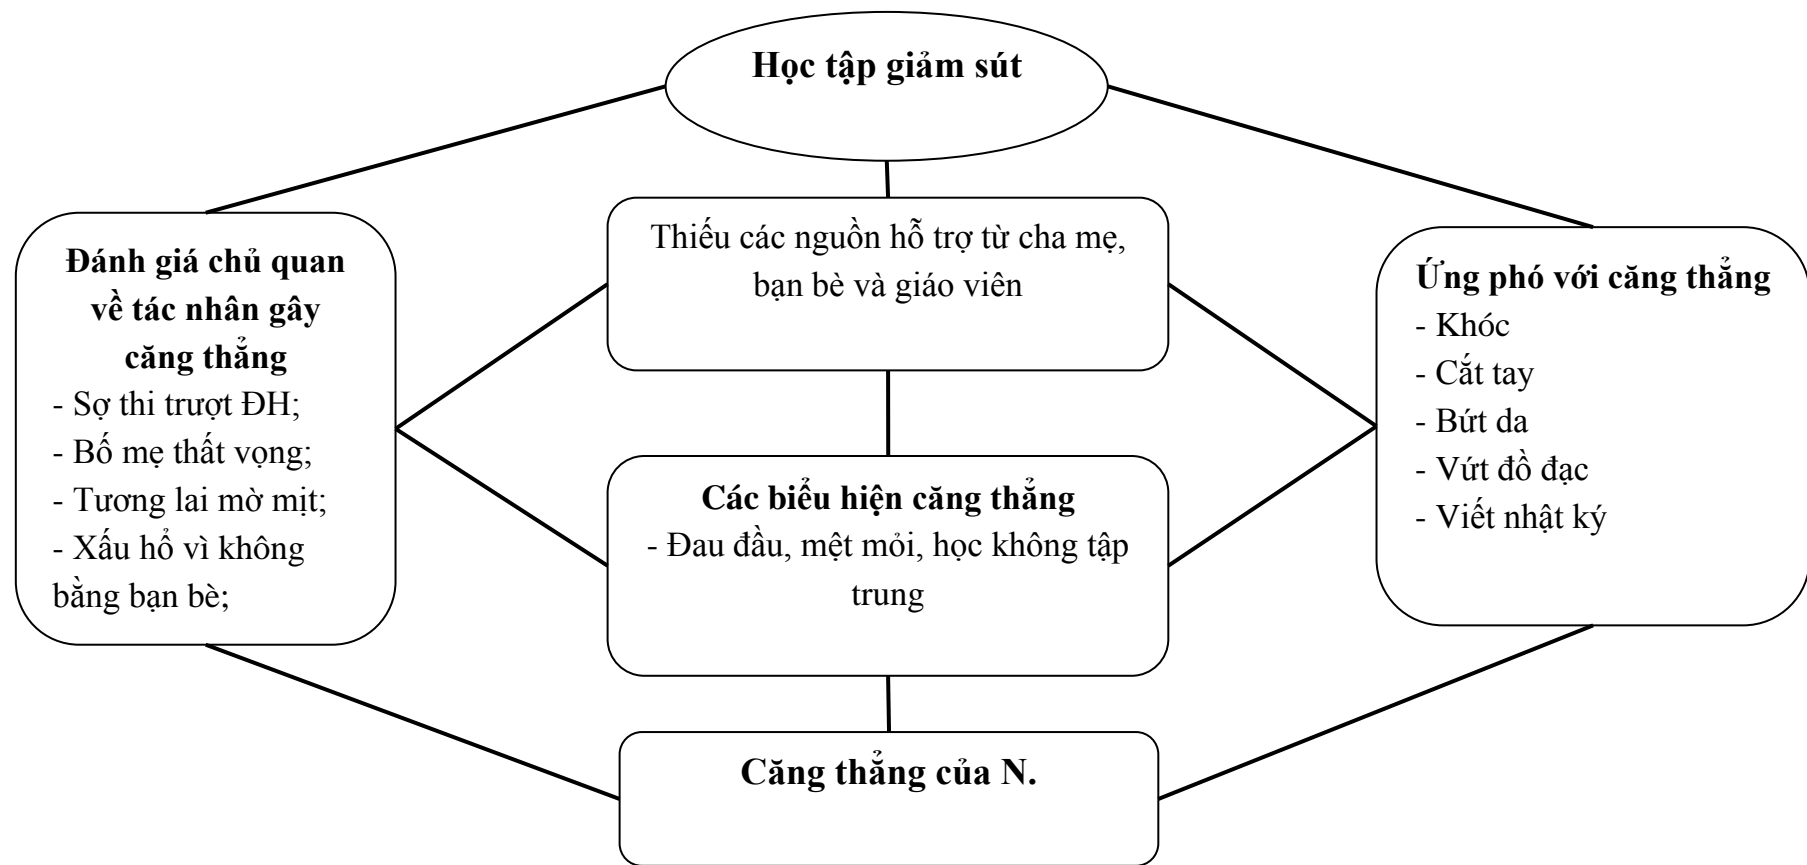 Học tập giảm sút
Đánh giá chủ quan
về tác nhân gây
căng thẳng
- Sợ thi trượt ĐH;
- Bố mẹ thất vọng;
- Tương lai mờ mịt;
- Xấu hổ vì không
bằng bạn bè;
Thiếu các nguồn hỗ trợ từ cha mẹ,
bạn bè và giáo viên
Các biểu hiện căng thẳng
- Đau đầu, mệt mỏi, học không tập
trung
Ứng phó với căng thẳng
- Khóc
- Cắt tay
- Bứt da
- Vứt đồ đạc
- Viết nhật ký
Căng thẳng của N.